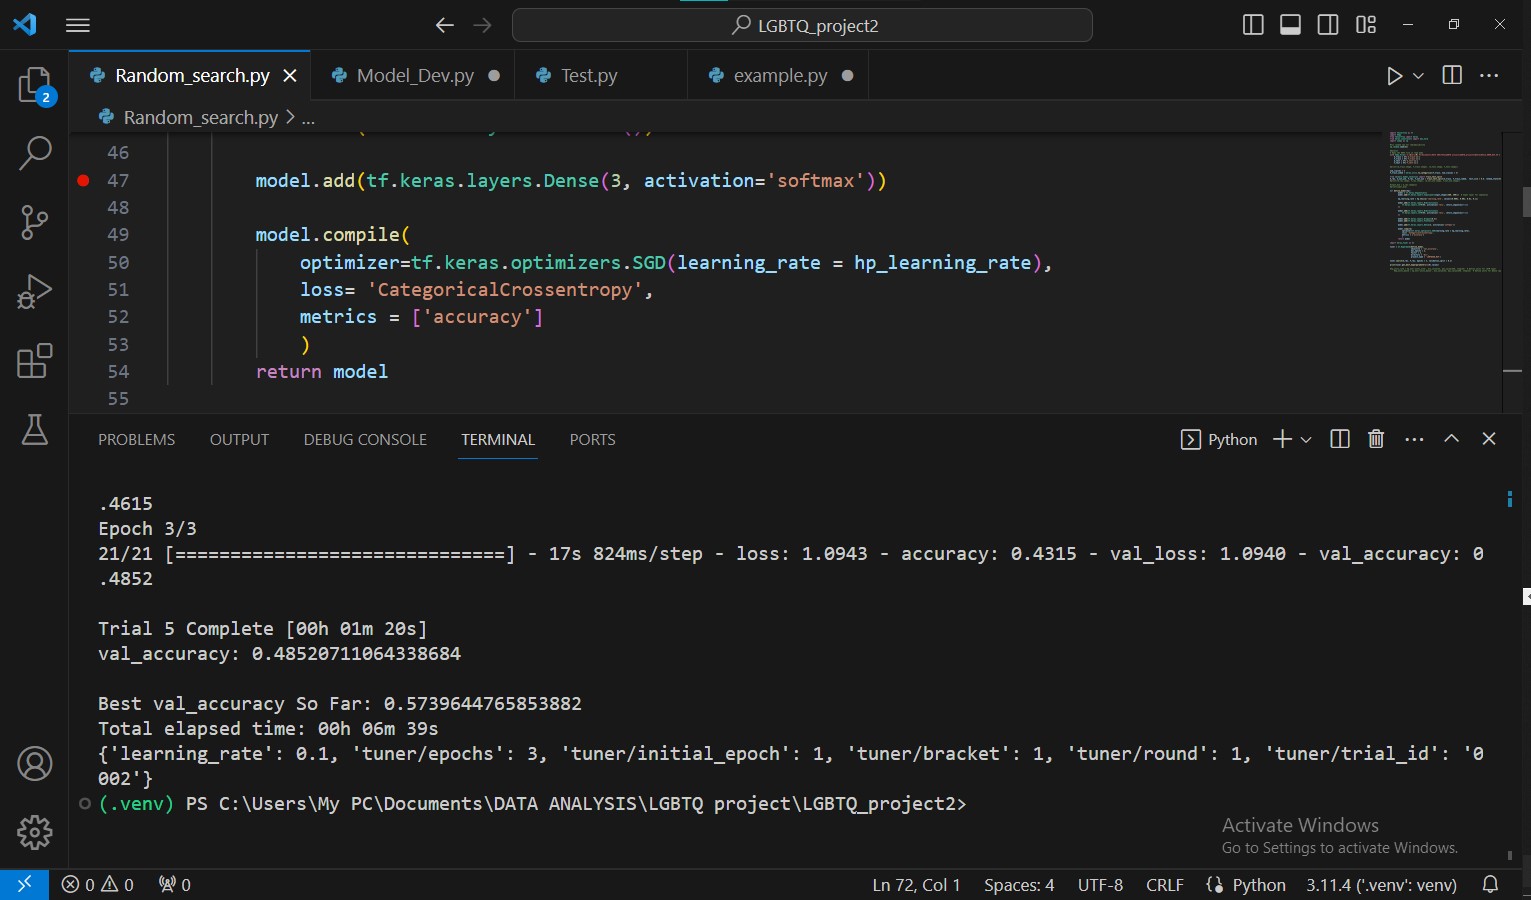 LGBTQ_project2
Random_search.py
Model_Dev.py
Test.py
example.py
2
Random_search.py > ...
46
47 model.add(tf.keras.layers.Dense(3, activation='softmax'))
48
49 model.compile(
50 optimizer=tf.keras.optimizers.SGD(learning_rate = hp_learning_rate),
51 loss= 'CategoricalCrossentropy',
52 metrics = ['accuracy']
53 )
54 return model
55
PROBLEMS OUTPUT DEBUG CONSOLE TERMINAL PORTS
Python
.4615
Epoch 3/3
21/21 [==============================] - 17s 824ms/step - loss: 1.0943 - accuracy: 0.4315 - val_loss: 1.0940 - val_accuracy: 0
.4852
Trial 5 Complete [00h 01m 20s]
val_accuracy: 0.48520711064338684
Best val_accuracy So Far: 0.5739644765853882
Total elapsed time: 00h 06m 39s
{'learning_rate': 0.1, 'tuner/epochs': 3, 'tuner/initial_epoch': 1, 'tuner/bracket': 1, 'tuner/round': 1, 'tuner/trial_id': '0
002'}
(.venv) PS C:\Users\My PC\Documents\DATA ANALYSIS\LGBTQ project\LGBTQ_project2>
Activate Windows
Go to Settings to activate Windows.
0 0 0 Ln 72, Col 1 Spaces: 4 UTF-8 CRLF Python 3.11.4 ('.venv': venv)